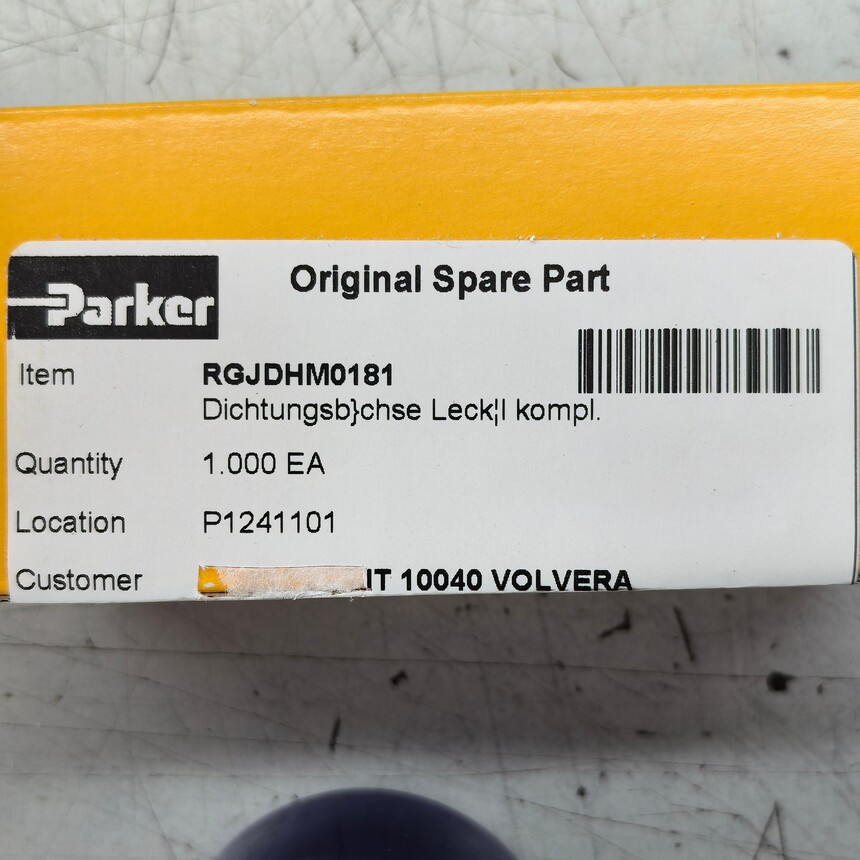 Parker
Original Spare Part
Item RGJDHM0181
Dichtungsb}chse Leck¦l kompl.
Quantity 1.000 EA
Location P1241101
Customer IT 10040 VOLVERA